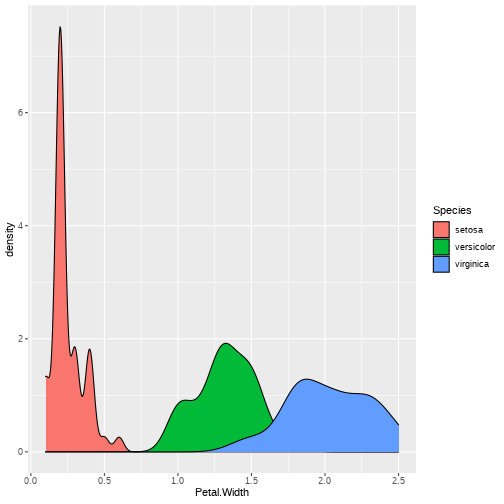 6
4
2
0
0.0 0.5 1.0 1.5 2.0 2.5
Petal.Width
density
Species
setosa
versicolor
virginica